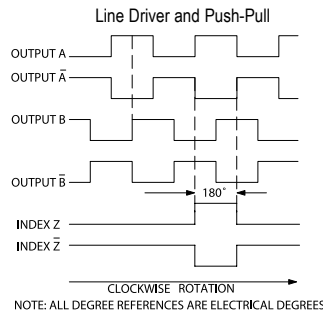 Line Driver and Push-Pull
OUTPUT A
OUTPUT A̅
OUTPUT B
OUTPUT B̅
180°
INDEX Z
INDEX Z̅
CLOCKWISE ROTATION
NOTE: ALL DEGREE REFERENCES ARE ELECTRICAL DEGREES